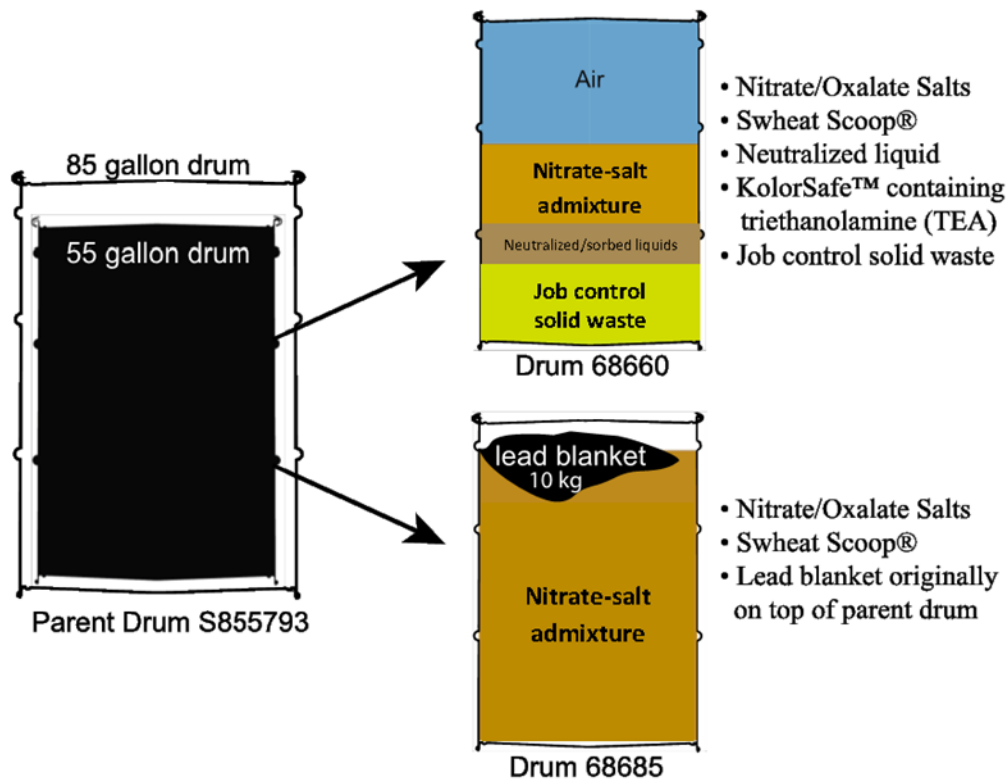 85 gallon drum
55 gallon drum
Parent Drum S855793
Air
Nitrate-salt
admixture
Neutralized/sorbed liquids
Job control
solid waste
Drum 68660
• Nitrate/Oxalate Salts
• Swheat Scoop®
• Neutralized liquid
• KolorSafe™ containing
triethanolamine (TEA)
• Job control solid waste
lead blanket
10 kg
Nitrate-salt
admixture
Drum 68685
• Nitrate/Oxalate Salts
• Swheat Scoop®
• Lead blanket originally
on top of parent drum